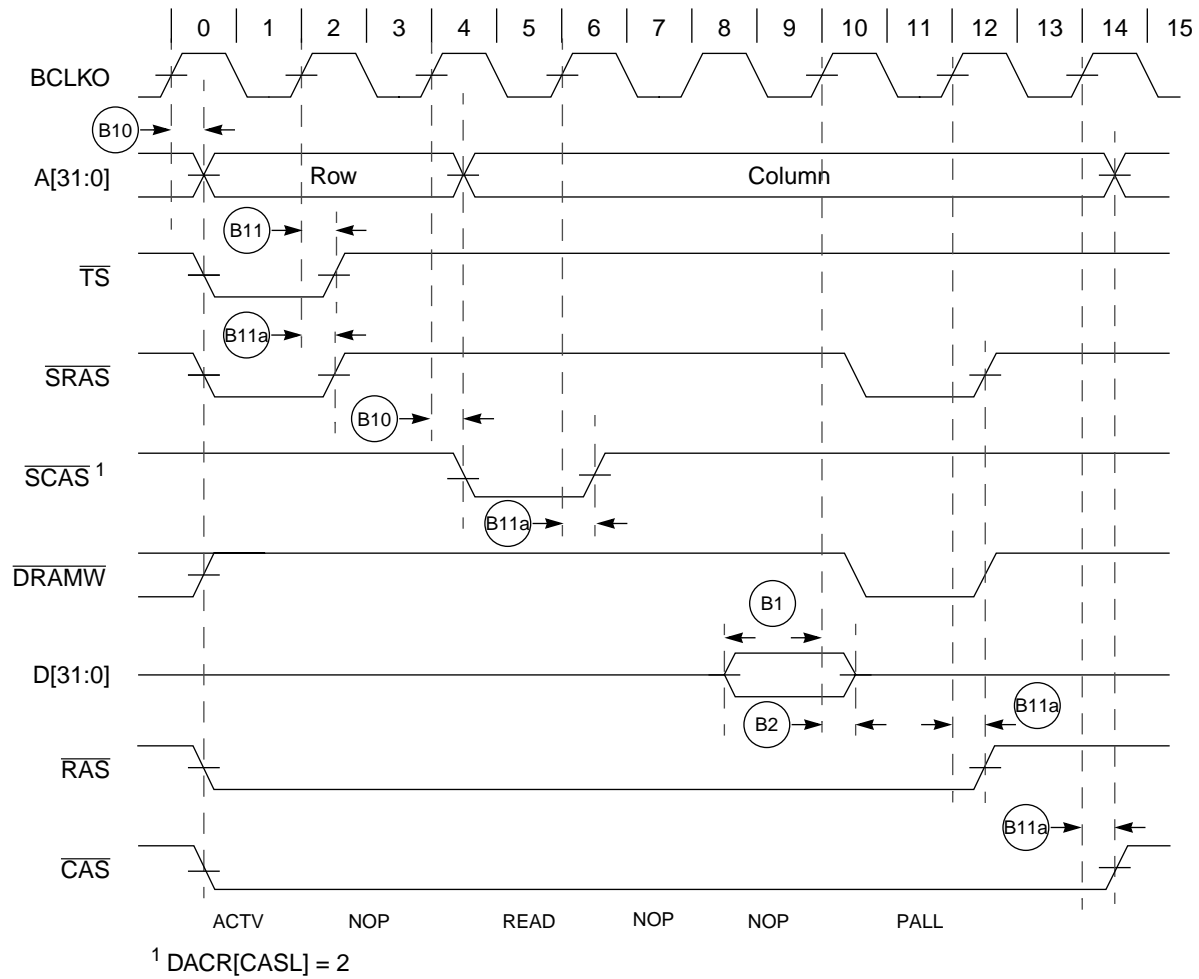 0 1 2 3 4 5 6 7 8 9 10 11 12 13 14 15
BCLKO
B10
A[31:0] Row Column
B11
TS
B11a
SRAS
B10
SCAS 1
B11a
DRAMW
B1
D[31:0]
B2 B11a
RAS
B11a
CAS
ACTV NOP READ NOP NOP PALL
1 DACR[CASL] = 2